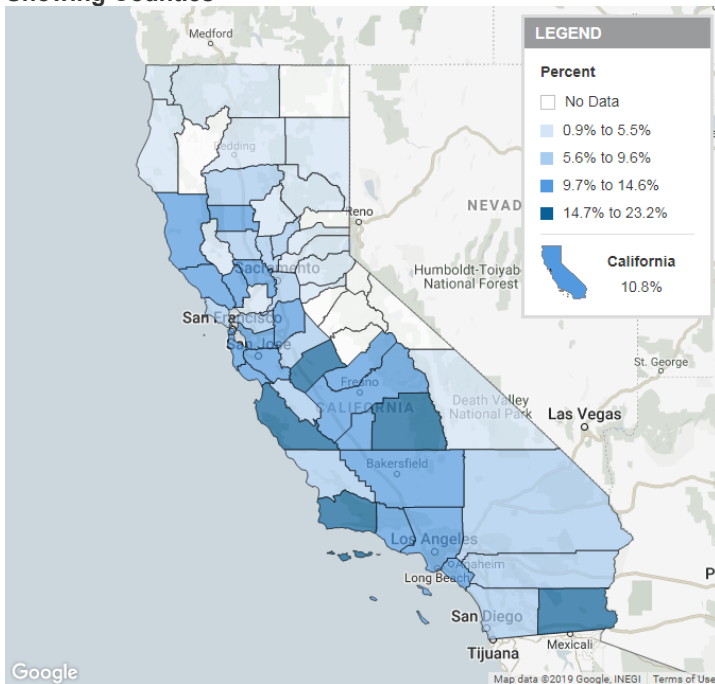 Showing Counties
Medford
LEGEND
Percent
No Data
0.9% to 5.5%
5.6% to 9.6%
9.7% to 14.6%
14.7% to 23.2%
California
10.8%
Redding
NEVAD
Reno
Sacramento
Humboldt-Toiyab
National Forest
San Francisco
San Jose
St. George
Fresno
CALIFORNIA
Death Valley
National Park
Las Vegas
Bakersfield
Los Angeles
Anaheim
Long Beach
P
San Diego
Tijuana
Mexicali
Google
Map data ©2019 Google, INEGI
Terms of Use